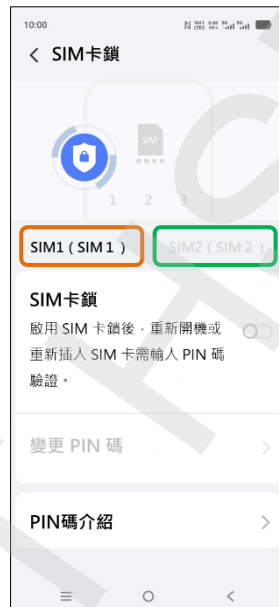 10:00
SIM卡鎖
SIM
1 2 3
SIM1 ( SIM 1 )
SIM2 ( SIM 2 )
SIM卡鎖
啟用 SIM 卡鎖後,重新開機或
重新插入 SIM 卡需輸入 PIN 碼
驗證。
變更 PIN 碼
PIN碼介紹